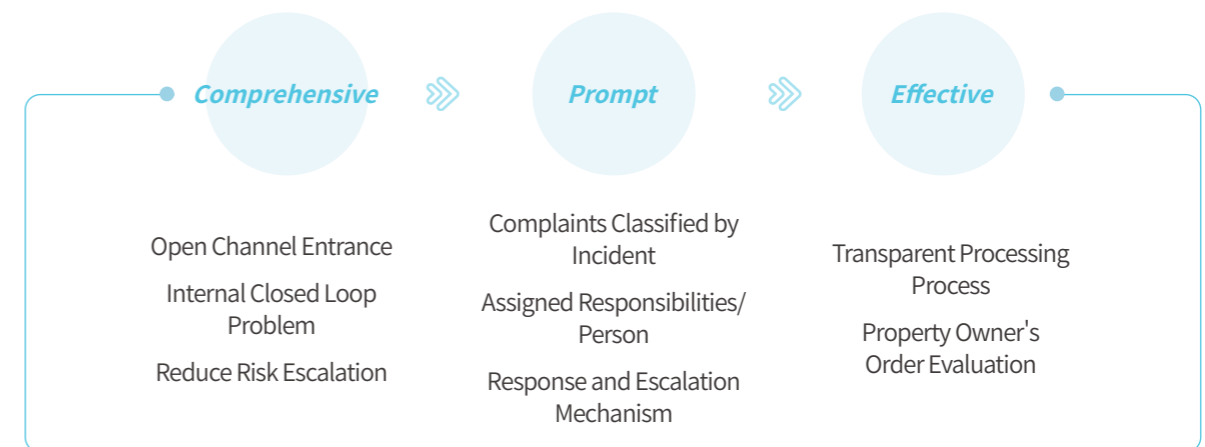 Comprehensive
Prompt
Effective
Open Channel Entrance
Internal Closed Loop
Problem
Reduce Risk Escalation
Complaints Classified by
Incident
Assigned Responsibilities/
Person
Response and Escalation
Mechanism
Transparent Processing
Process
Property Owner's
Order Evaluation